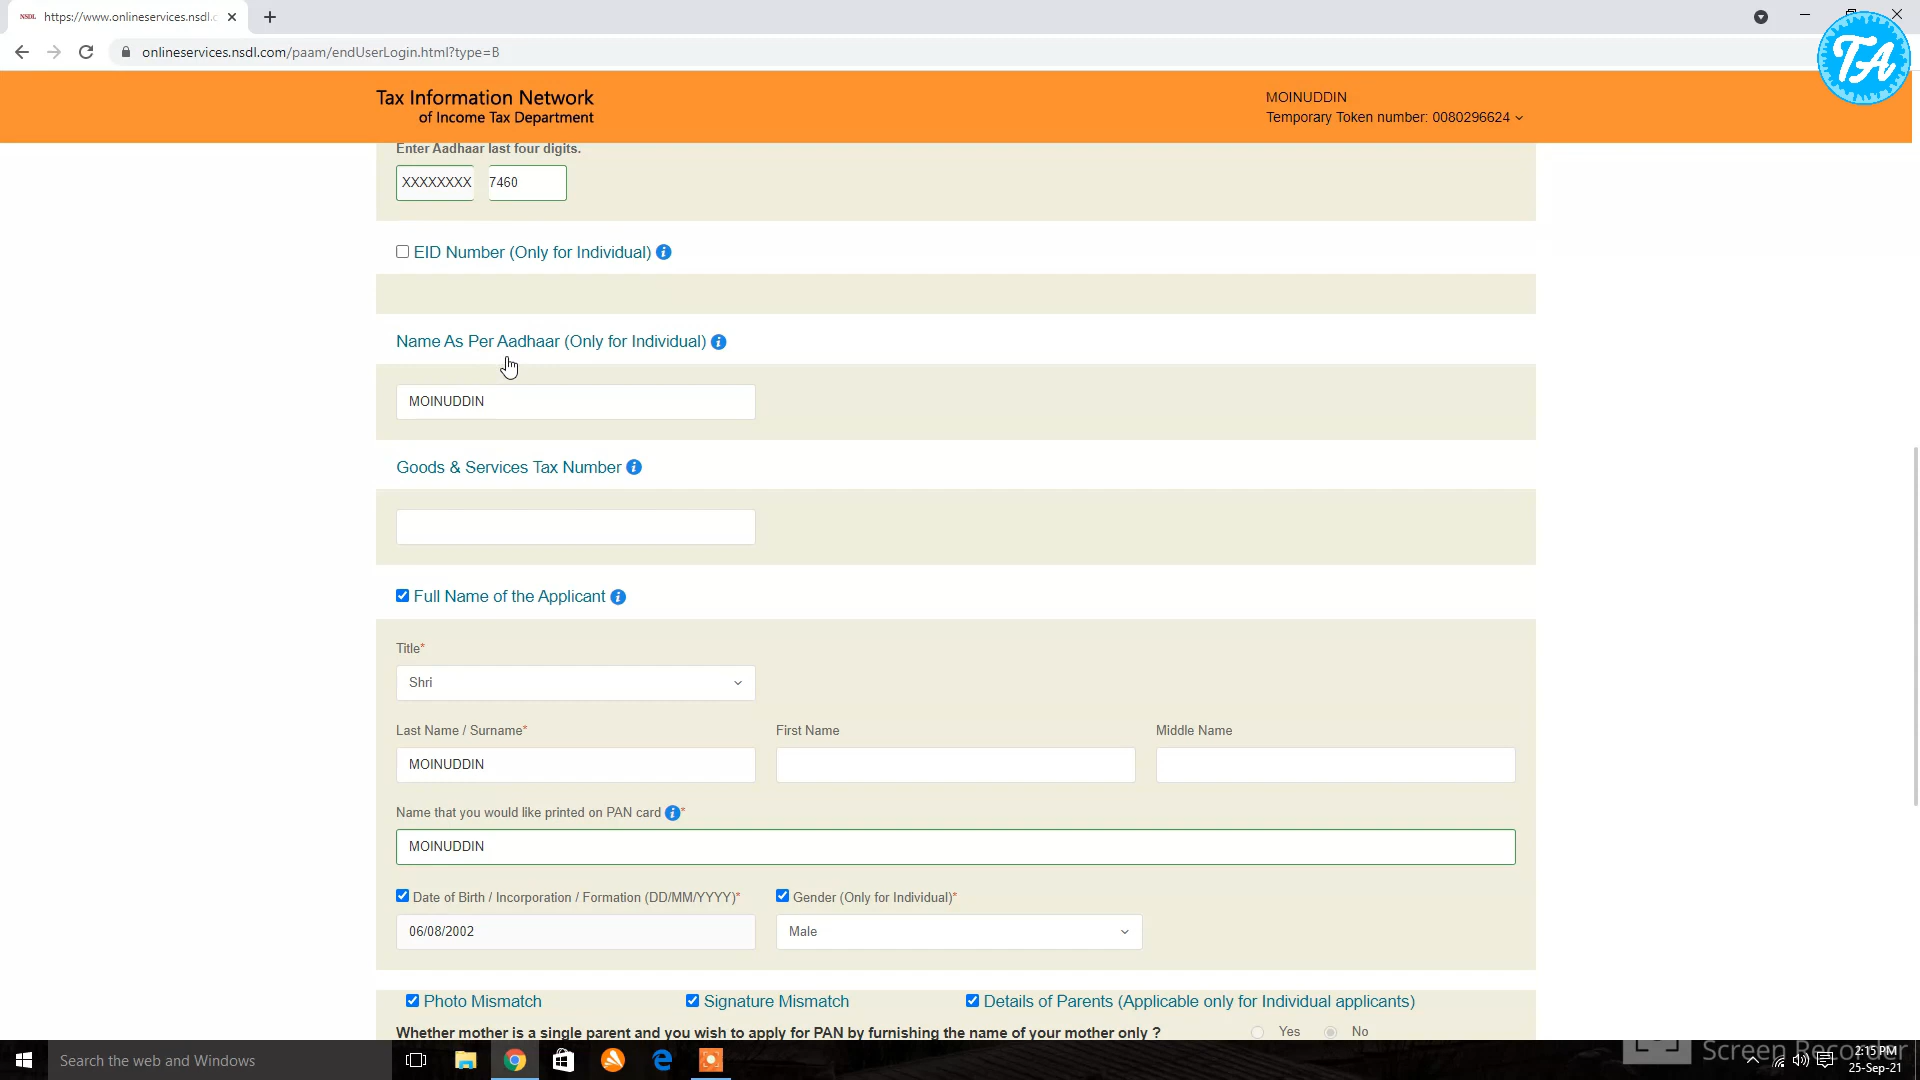 NSDL https://www.onlineservices.nsdl.c
onlineservices.nsdl.com/paam/endUserLogin.html?type=B
TA
Tax Information Network
of Income Tax Department
MOINUDDIN
Temporary Token number: 0080296624
Enter Aadhaar last four digits.
XXXXXXXX 7460
EID Number (Only for Individual)
Name As Per Aadhaar (Only for Individual)
MOINUDDIN
Goods & Services Tax Number
Full Name of the Applicant
Title*
Shri
Last Name / Surname* First Name Middle Name
MOINUDDIN
Name that you would like printed on PAN card *
MOINUDDIN
Date of Birth / Incorporation / Formation (DD/MM/YYYY)* Gender (Only for Individual)*
06/08/2002 Male
Photo Mismatch Signature Mismatch Details of Parents (Applicable only for Individual applicants)
Whether mother is a single parent and you wish to apply for PAN by furnishing the name of your mother only ? Yes No
Search the web and Windows
Screen Recorder
2:15 PM
25-Sep-21